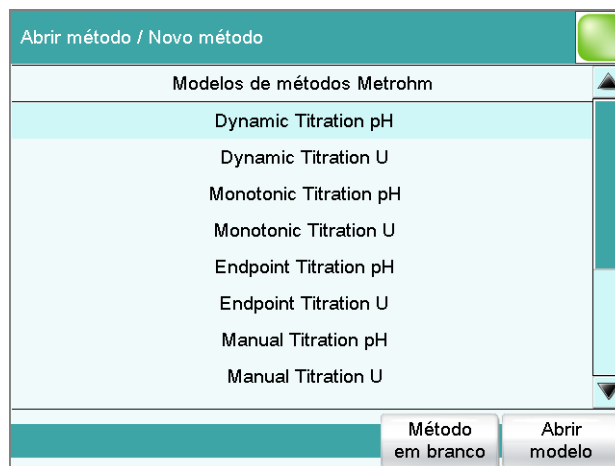 Abrir método / Novo método
Modelos de métodos Metrohm
Dynamic Titration pH
Dynamic Titration U
Monotonic Titration pH
Monotonic Titration U
Endpoint Titration pH
Endpoint Titration U
Manual Titration pH
Manual Titration U
Método
em branco
Abrir
modelo